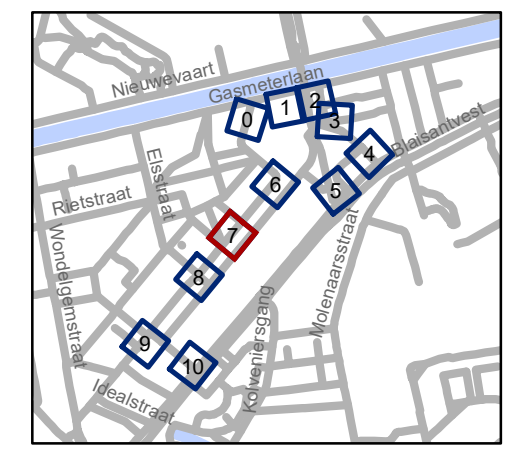 Nieuwevaart
Gasmeterlaan
0
1
2
3
Blaisantvest
4
Elsstraat
5
6
Rietstraat
7
Molenaarsstraat
Wondelgemstraat
8
Kolveniersgang
9
10
Idealstraat